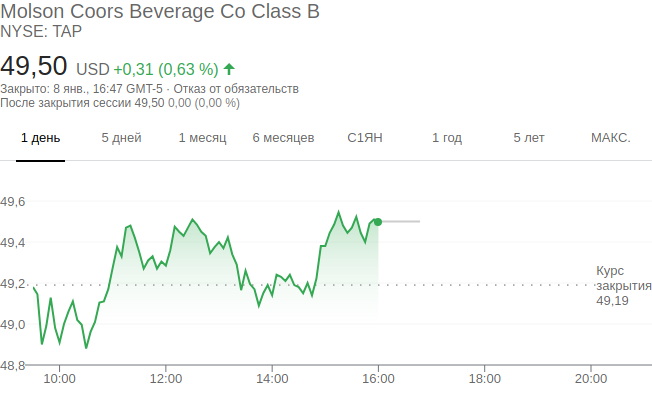 Molson Coors Beverage Co Class B
NYSE: TAP
49,50 USD +0,31 (0,63 %)
Закрыто: 8 янв., 16:47 GMT-5 · Отказ от обязательств
После закрытия сессии 49,50 0,00 (0,00 %)
1 день 5 дней 1 месяц 6 месяцев С1ЯН 1 год 5 лет МАКС.
49,6
49,4
49,2
49,0
48,8
Курс
закрытия
49,19
10:00 12:00 14:00 16:00 18:00 20:00